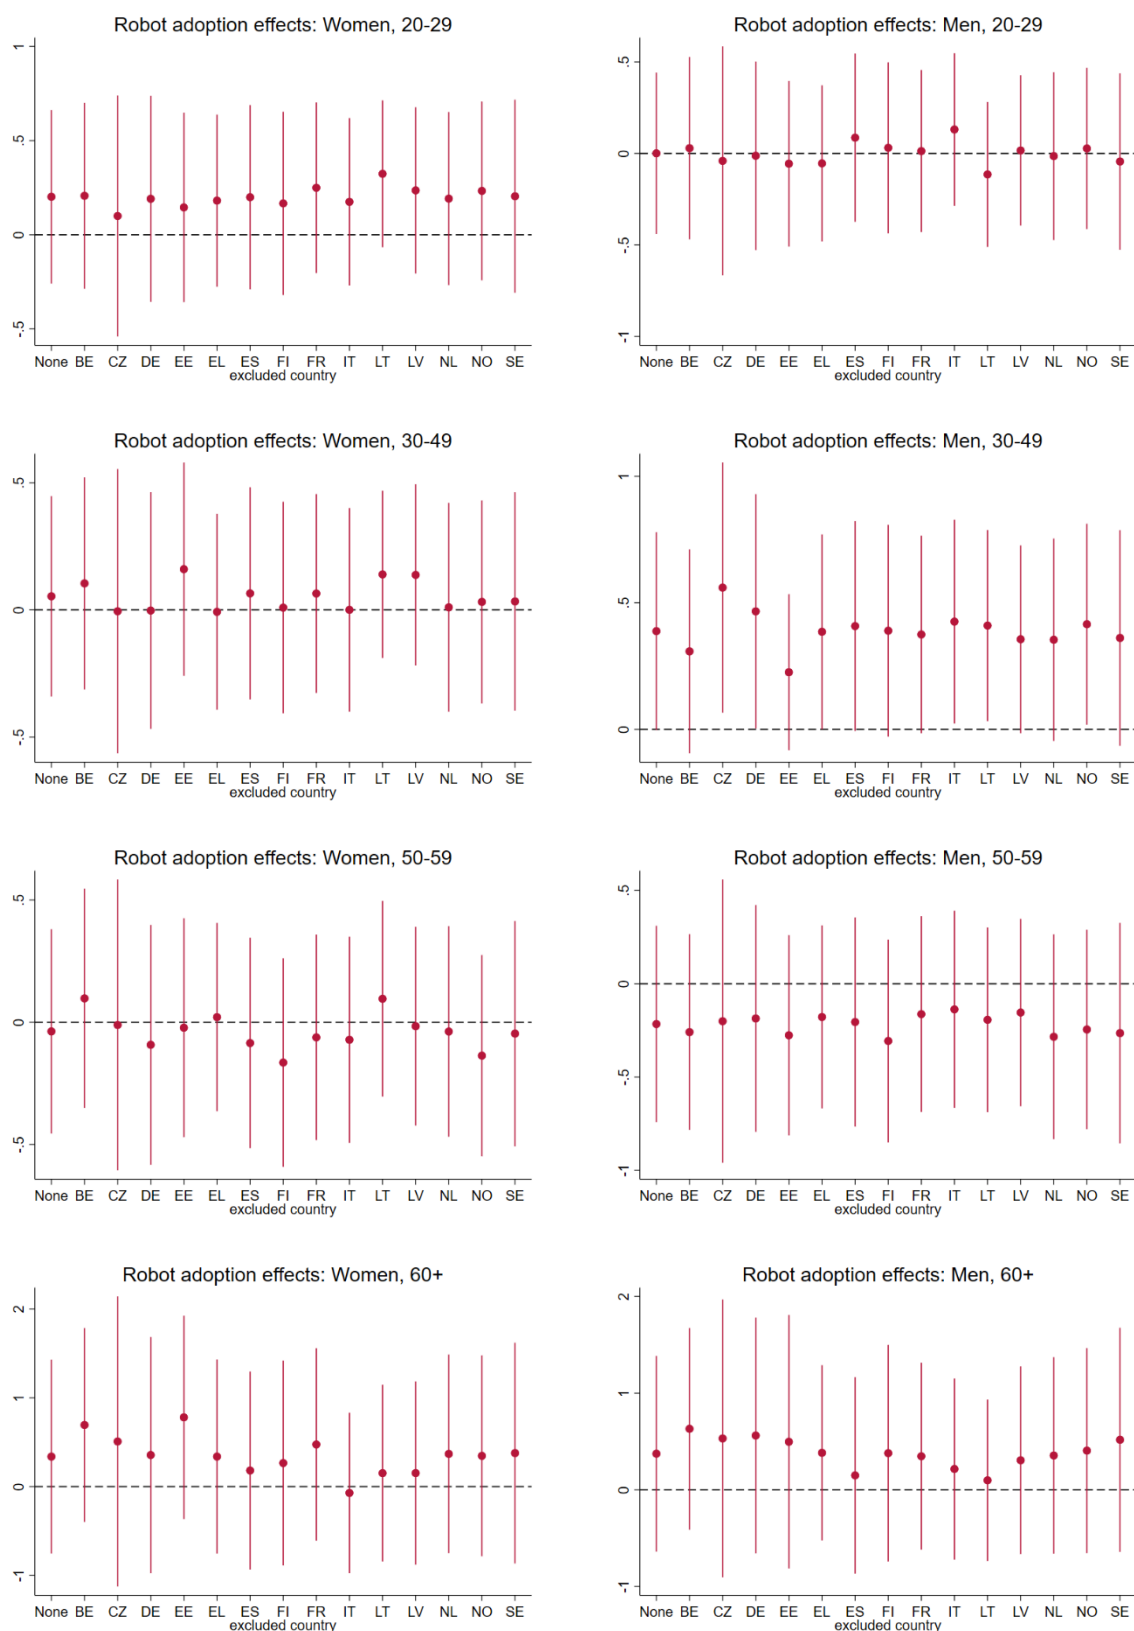 Robot adoption effects: Women, 20-29
1
.5
0
-.5
None BE CZ DE EE EL ES FI FR IT LT LV NL NO SE
excluded country
Robot adoption effects: Men, 20-29
.5
0
-.5
-1
None BE CZ DE EE EL ES FI FR IT LT LV NL NO SE
excluded country
Robot adoption effects: Women, 30-49
.5
0
-.5
None BE CZ DE EE EL ES FI FR IT LT LV NL NO SE
excluded country
Robot adoption effects: Men, 30-49
1
.5
0
None BE CZ DE EE EL ES FI FR IT LT LV NL NO SE
excluded country
Robot adoption effects: Women, 50-59
.5
0
-.5
None BE CZ DE EE EL ES FI FR IT LT LV NL NO SE
excluded country
Robot adoption effects: Men, 50-59
.5
0
-.5
-1
None BE CZ DE EE EL ES FI FR IT LT LV NL NO SE
excluded country
Robot adoption effects: Women, 60+
2
1
0
-1
None BE CZ DE EE EL ES FI FR IT LT LV NL NO SE
excluded country
Robot adoption effects: Men, 60+
2
1
0
-1
None BE CZ DE EE EL ES FI FR IT LT LV NL NO SE
excluded country